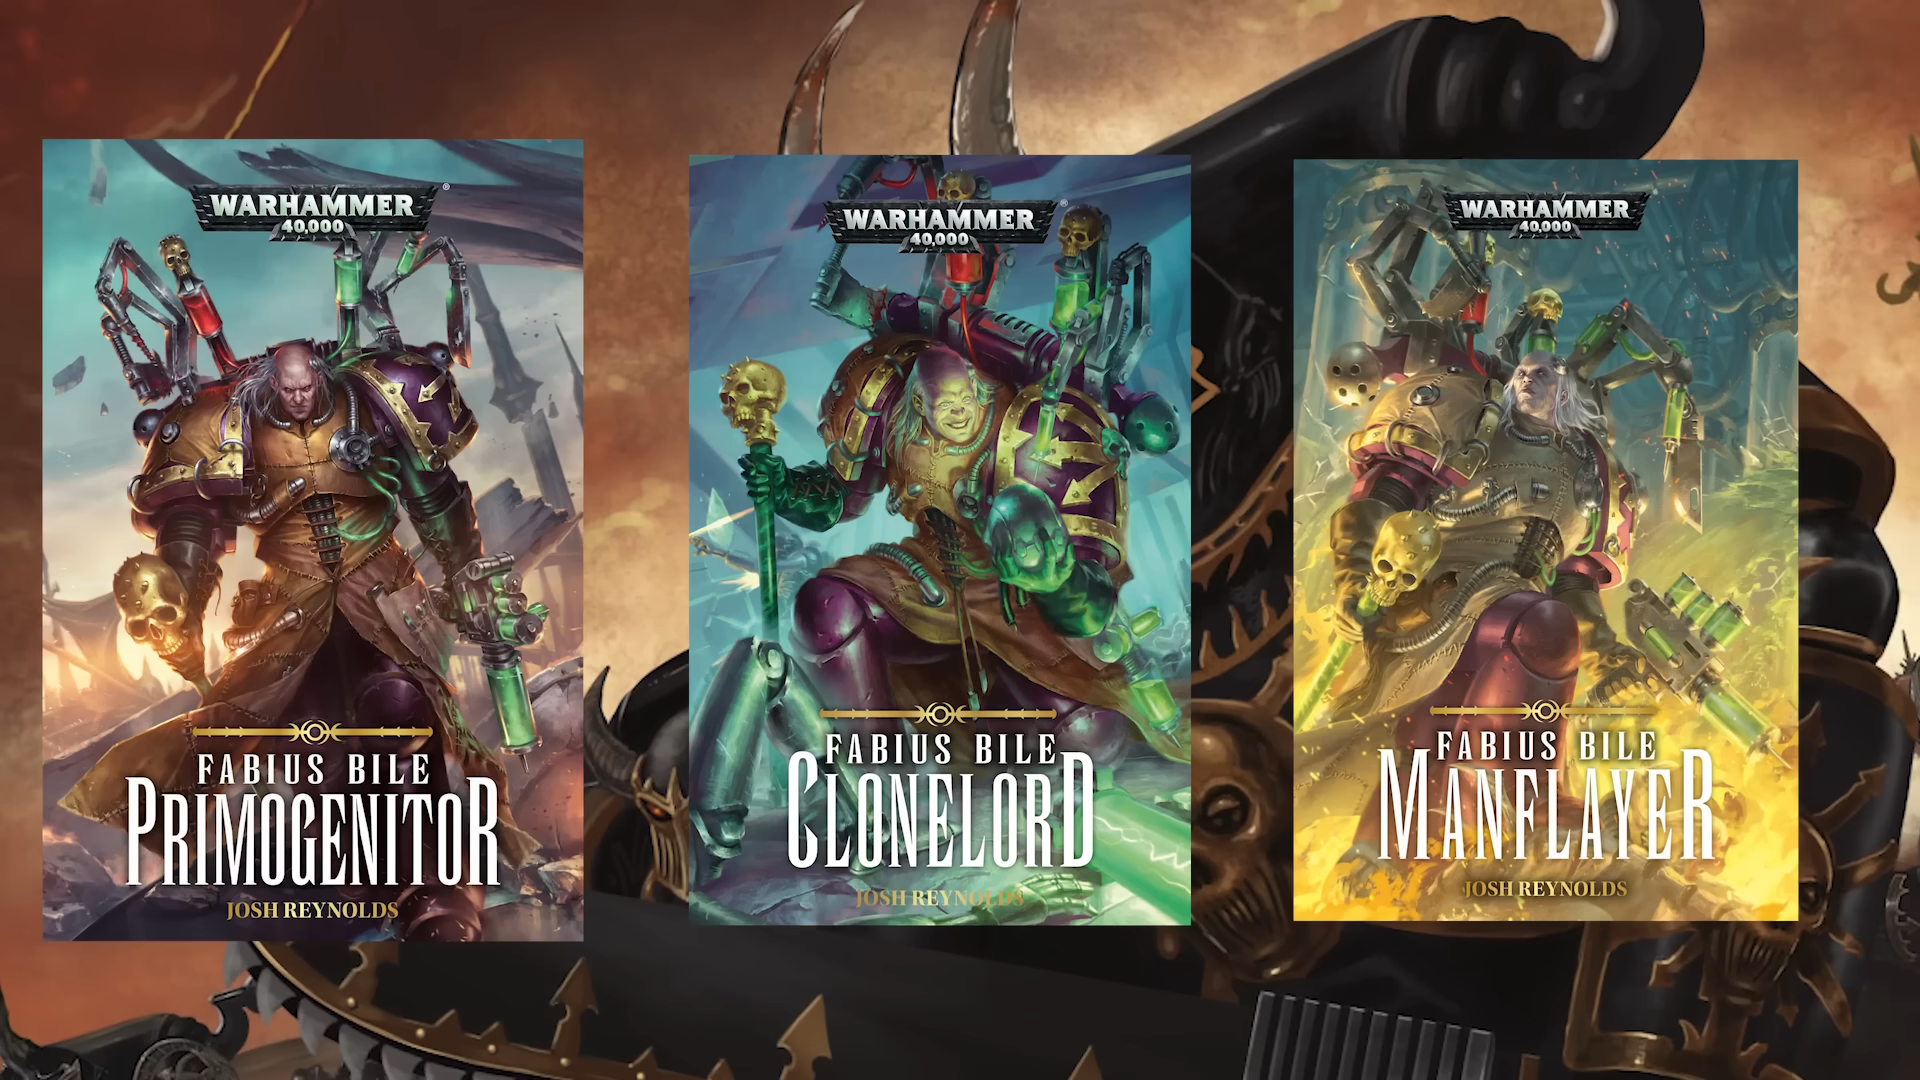 WARHAMMER®
40,000
FABIUS BILE
PRIMOGENITOR
JOSH REYNOLDS
WARHAMMER®
40,000
FABIUS BILE
CLONELORD
JOSH REYNOLDS
WARHAMMER
40,000
FABIUS BILE
MANFLAYER
JOSH REYNOLDS